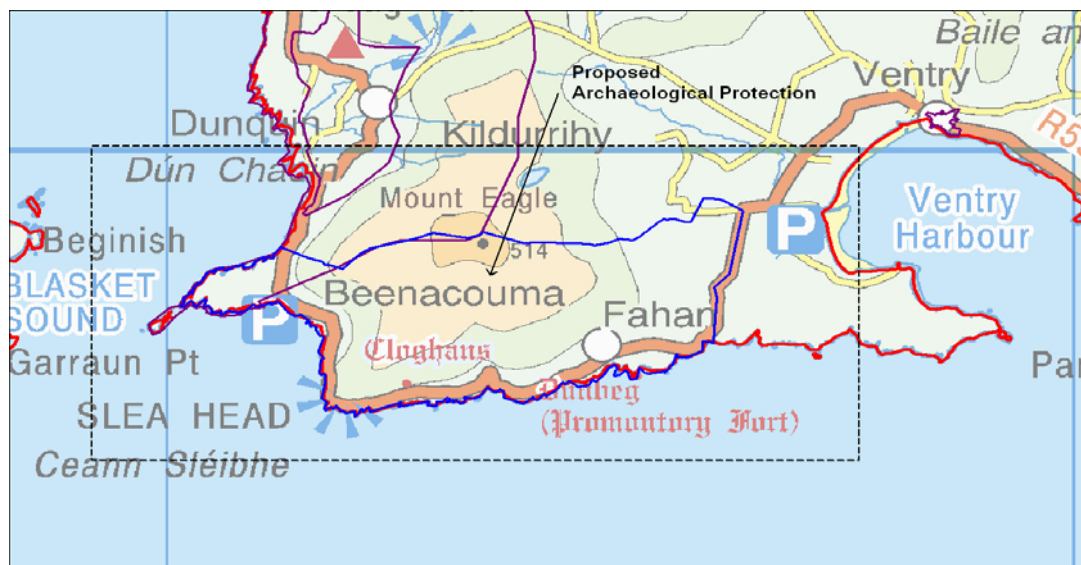 Baile an
Proposed
Archaeological Protection
Ventry
Dunquin
Kildurrihy
R55
Dún Chaoin
Mount Eagle
Ventry
Harbour
Beginish
514
BLASKET
SOUND
P
P
Beenacouma
Fahan
Garraun Pt
Cloghans
Par
SLEA HEAD
Dunbeg
(Promontory Fort)
Ceann Sléibhe